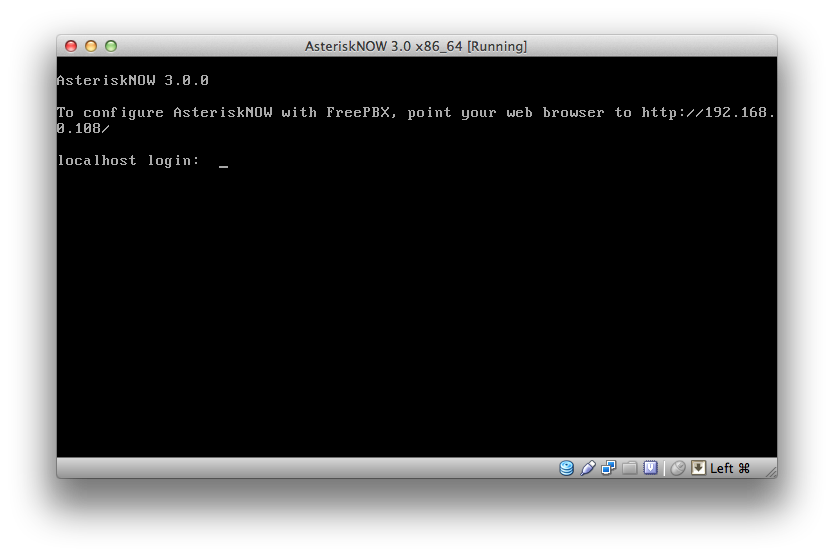 AsteriskNOW 3.0 x86_64 [Running]
AsteriskNOW 3.0.0
To configure AsteriskNOW with FreePBX, point your web browser to http://192.168.
0.108/
localhost login: _
Left ⌘